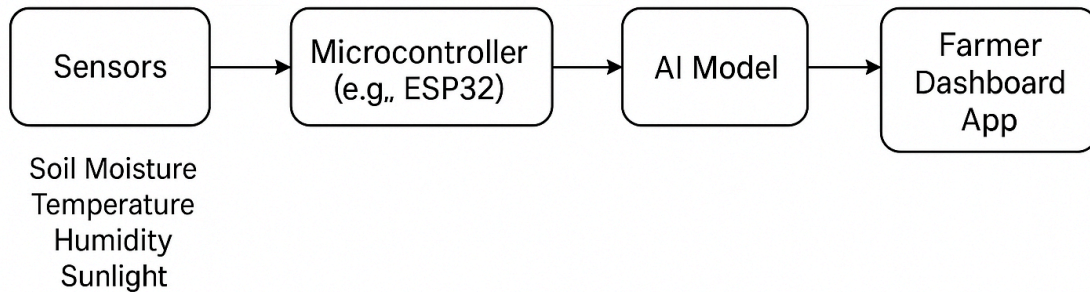 Sensors
Microcontroller
(e.g,, ESP32)
AI Model
Farmer
Dashboard
App
Soil Moisture
Temperature
Humidity
Sunlight